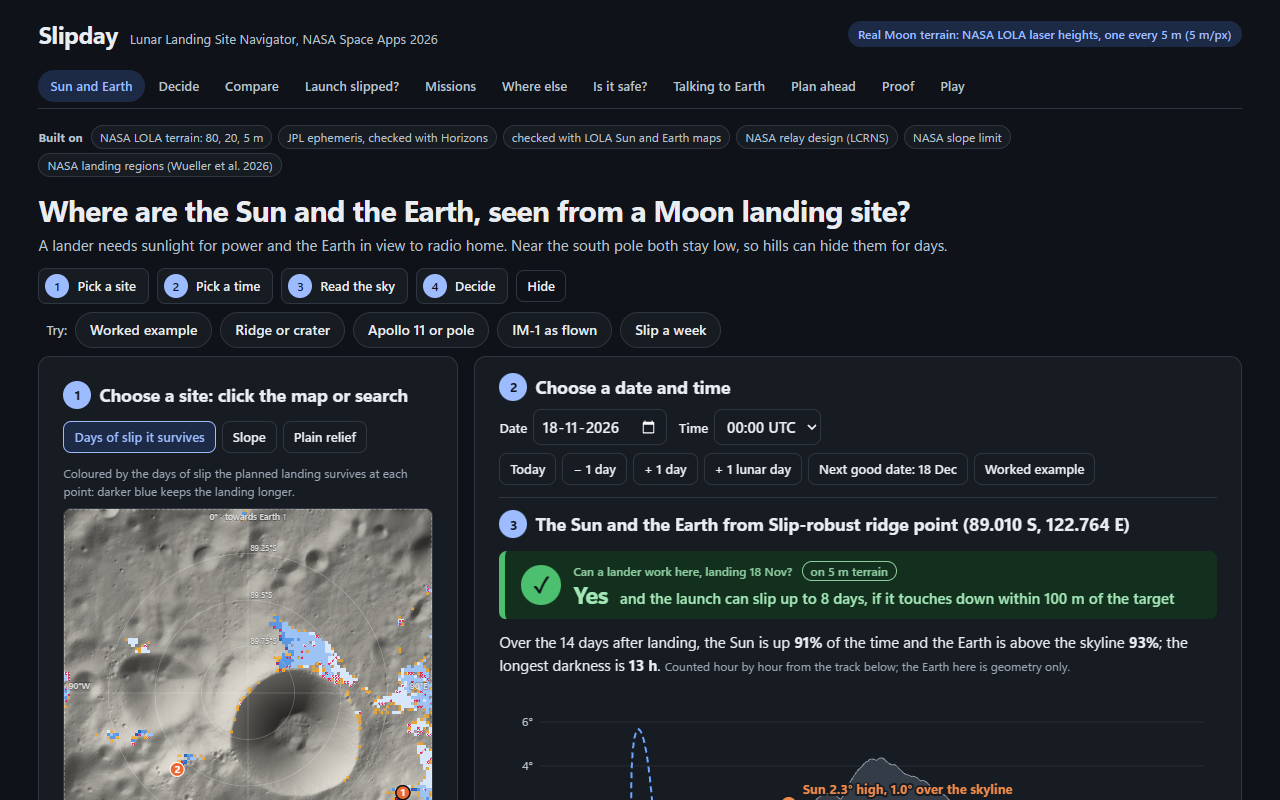 Slipday Lunar Landing Site Navigator, NASA Space Apps 2026
Real Moon terrain: NASA LOLA laser heights, one every 5 m (5 m/px)
Sun and Earth Decide Compare Launch slipped? Missions Where else Is it safe? Talking to Earth Plan ahead Proof Play
Built on NASA LOLA terrain: 80, 20, 5 m JPL ephemeris, checked with Horizons checked with LOLA Sun and Earth maps NASA relay design (LCRNS) NASA slope limit
NASA landing regions (Wueller et al. 2026)
Where are the Sun and the Earth, seen from a Moon landing site?
A lander needs sunlight for power and the Earth in view to radio home. Near the south pole both stay low, so hills can hide them for days.
1 Pick a site 2 Pick a time 3 Read the sky 4 Decide Hide
Try: Worked example Ridge or crater Apollo 11 or pole IM-1 as flown Slip a week
1 Choose a site: click the map or search
Days of slip it survives Slope Plain relief
Coloured by the days of slip the planned landing survives at each
point: darker blue keeps the landing longer.
0° · towards Earth ↑
89.25°S
89.5°S
89.75°S
90°W
2
1
2 Choose a date and time
Date 18-11-2026 Time 00:00 UTC
Today − 1 day + 1 day + 1 lunar day Next good date: 18 Dec Worked example
3 The Sun and the Earth from Slip-robust ridge point (89.010 S, 122.764 E)
Can a lander work here, landing 18 Nov? on 5 m terrain
Yes and the launch can slip up to 8 days, if it touches down within 100 m of the target
Over the 14 days after landing, the Sun is up 91% of the time and the Earth is above the skyline 93%; the
longest darkness is 13 h. Counted hour by hour from the track below; the Earth here is geometry only.
6°
4°
Sun 2.3° high, 1.0° over the skyline